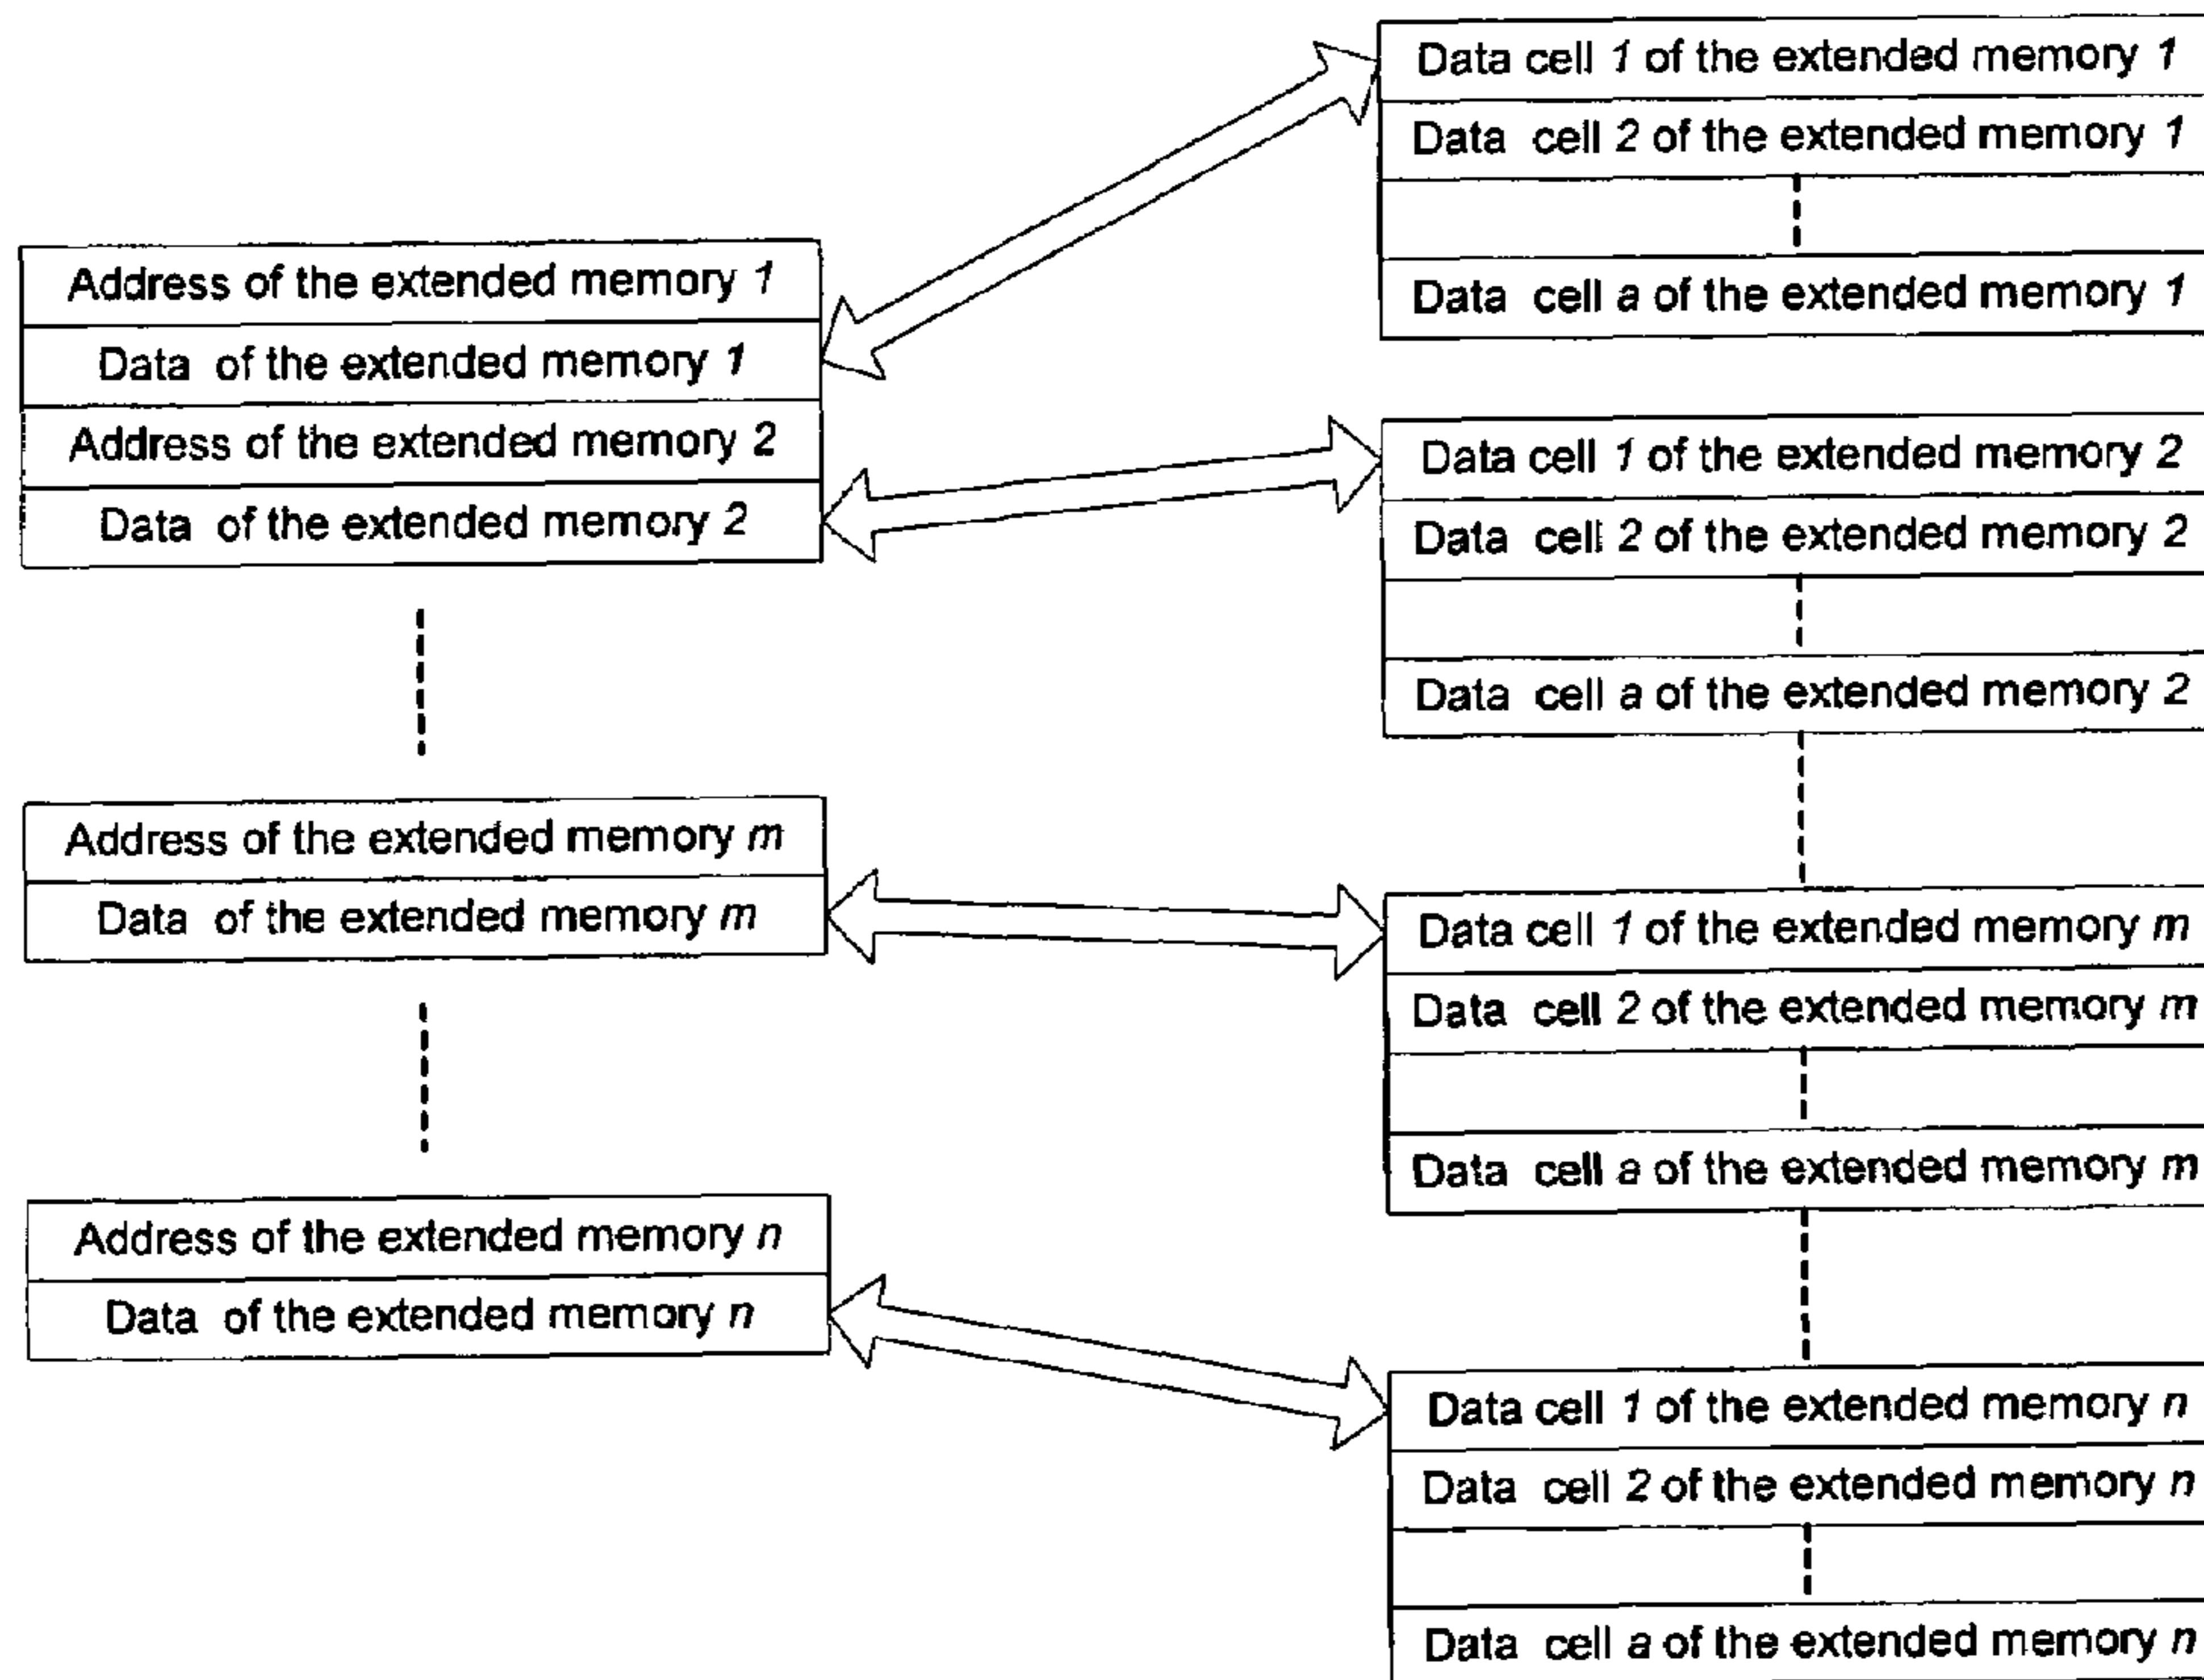 Address of the extended memory 1
Data of the extended memory 1
Address of the extended memory 2
Data of the extended memory 2
Address of the extended memory m
Data of the extended memory m
Address of the extended memory n
Data of the extended memory n
Data cell 1 of the extended memory 1
Data cell 2 of the extended memory 1
Data cell a of the extended memory 1
Data cell 1 of the extended memory 2
Data cell 2 of the extended memory 2
Data cell a of the extended memory 2
Data cell 1 of the extended memory m
Data cell 2 of the extended memory m
Data cell a of the extended memory m
Data cell 1 of the extended memory n
Data cell 2 of the extended memory n
Data cell a of the extended memory n